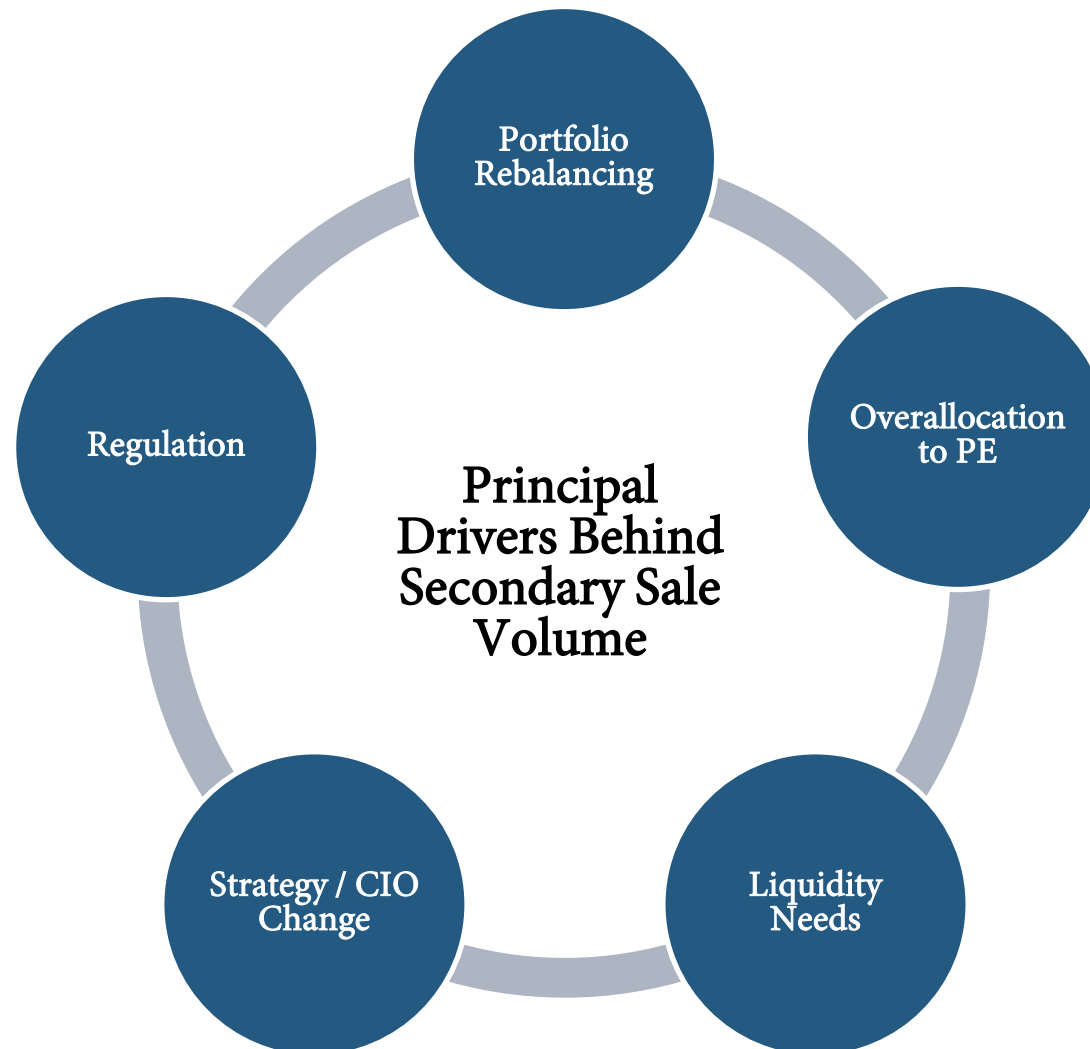 Portfolio
Rebalancing
Overallocation
to PE
Regulation
Principal
Drivers Behind
Secondary Sale
Volume
Strategy / CIO
Change
Liquidity
Needs